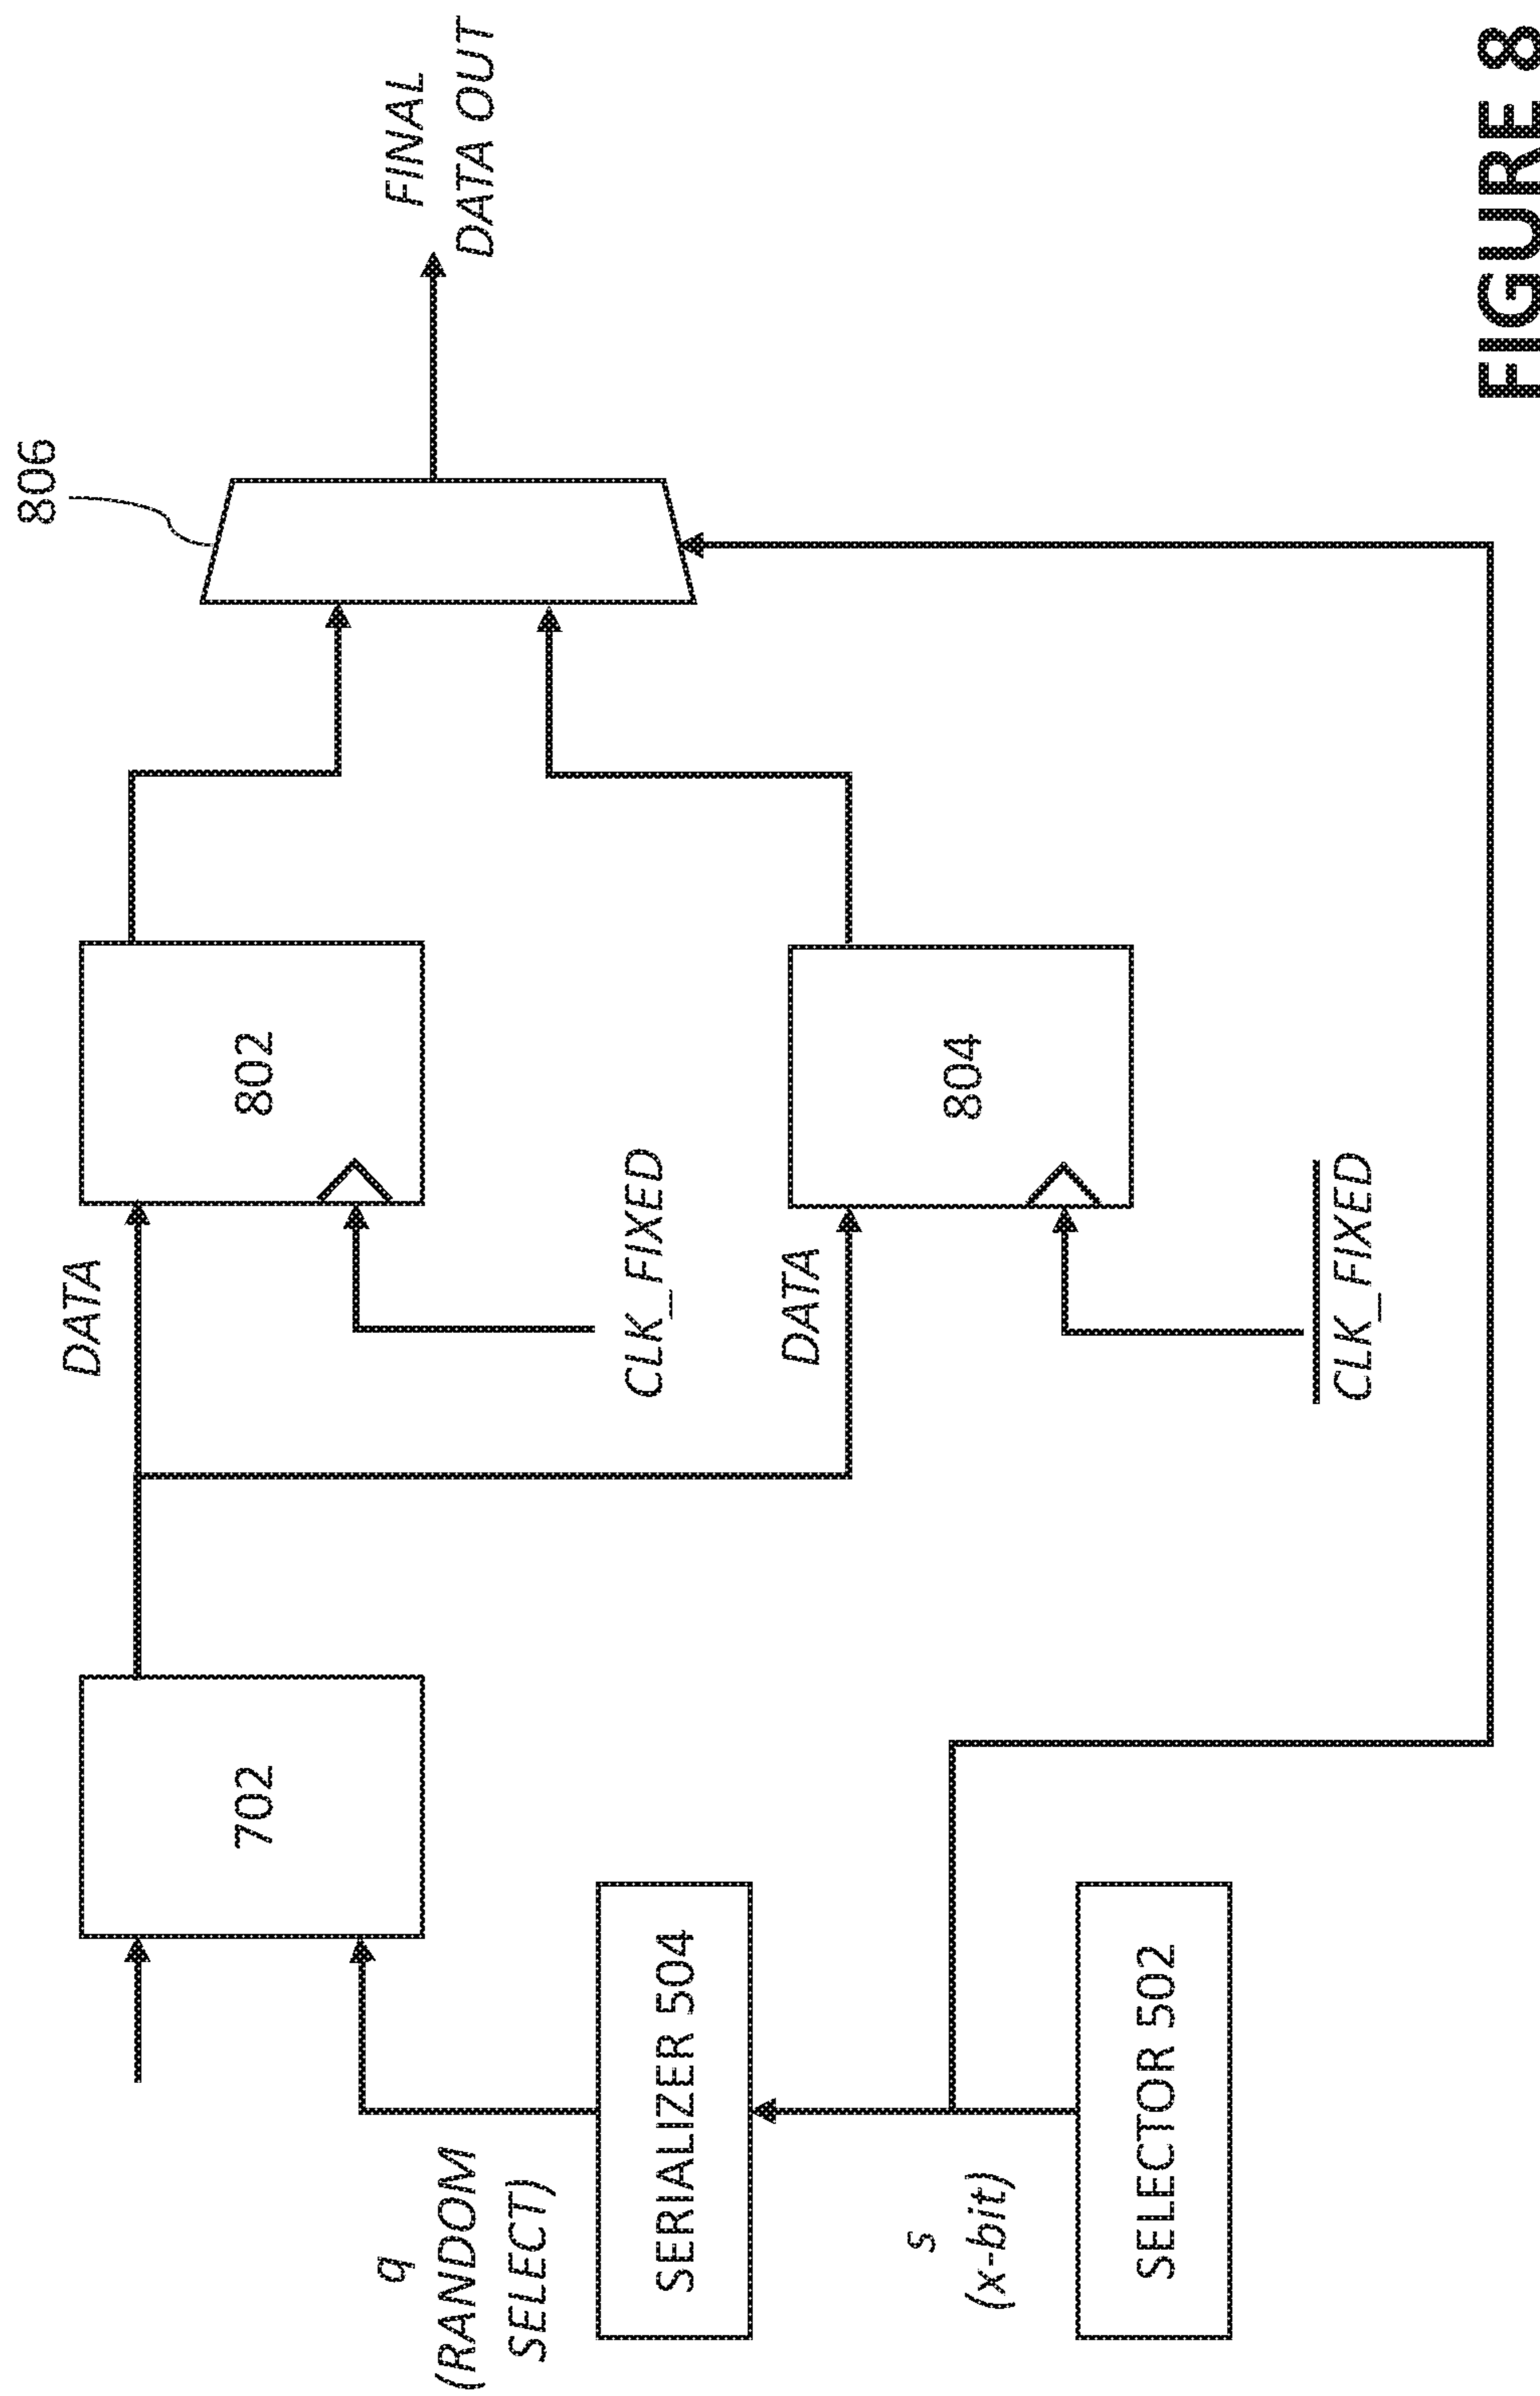 806
FINAL
DATA OUT
DATA
702
802
CLK_FIXED
q
(RANDOM
SELECT)
DATA
SERIALIZER 504
804
s
(x-bit)
CLK_FIXED
SELECTOR 502
FIGURE 8